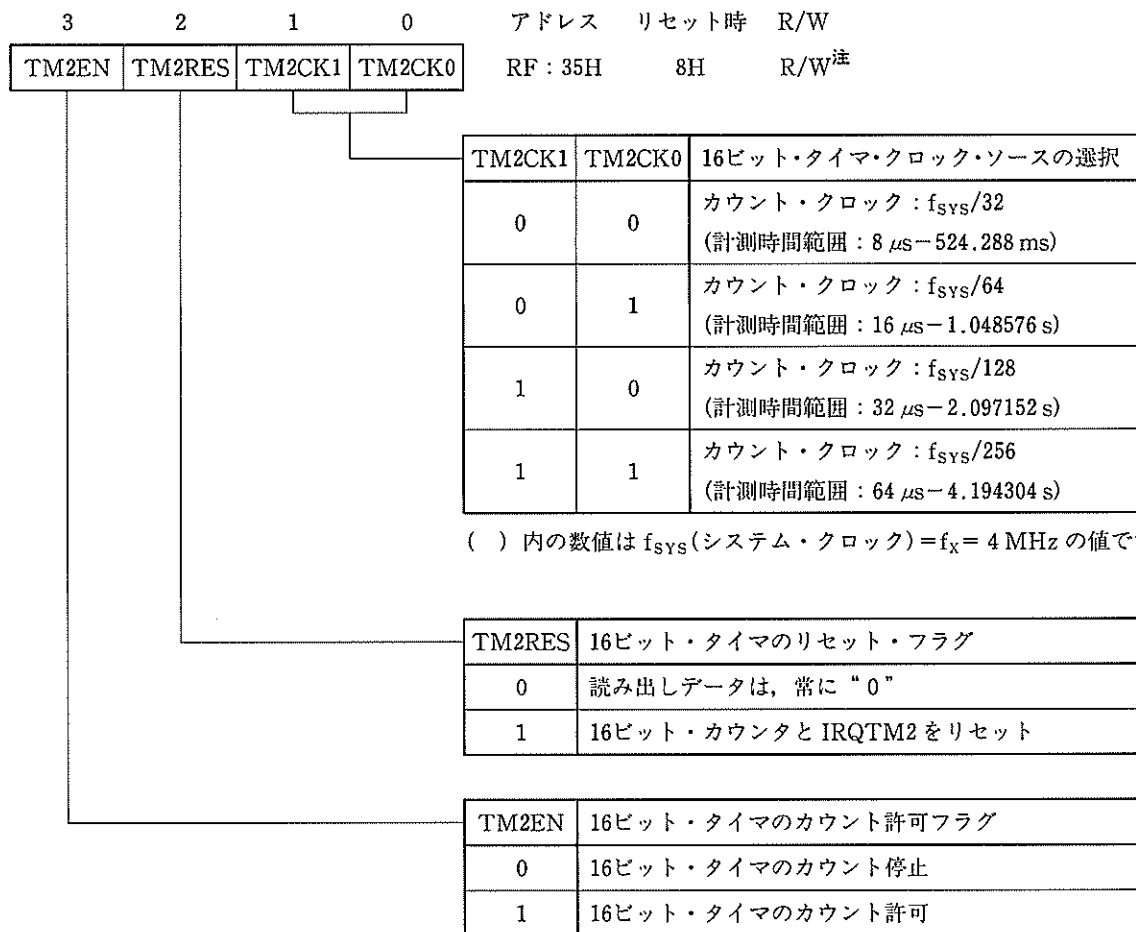 3 2 1 0 アドレス リセット時 R/W
TM2EN TM2RES TM2CK1 TM2CK0 RF:35H 8H R/W注
TM2CK1 TM2CK0 16ビット・タイマ・クロック・ソースの選択
0 0 カウント・クロック:fSYS/32
(計測時間範囲:8 μs−524.288 ms)
0 1 カウント・クロック:fSYS/64
(計測時間範囲:16 μs−1.048576 s)
1 0 カウント・クロック:fSYS/128
(計測時間範囲:32 μs−2.097152 s)
1 1 カウント・クロック:fSYS/256
(計測時間範囲:64 μs−4.194304 s)
( )内の数値は fSYS(システム・クロック)=fX= 4 MHz の値で
TM2RES 16ビット・タイマのリセット・フラグ
0 読み出しデータは,常に“0”
1 16ビット・カウンタと IRQTM2 をリセット
TM2EN 16ビット・タイマのカウント許可フラグ
0 16ビット・タイマのカウント停止
1 16ビット・タイマのカウント許可